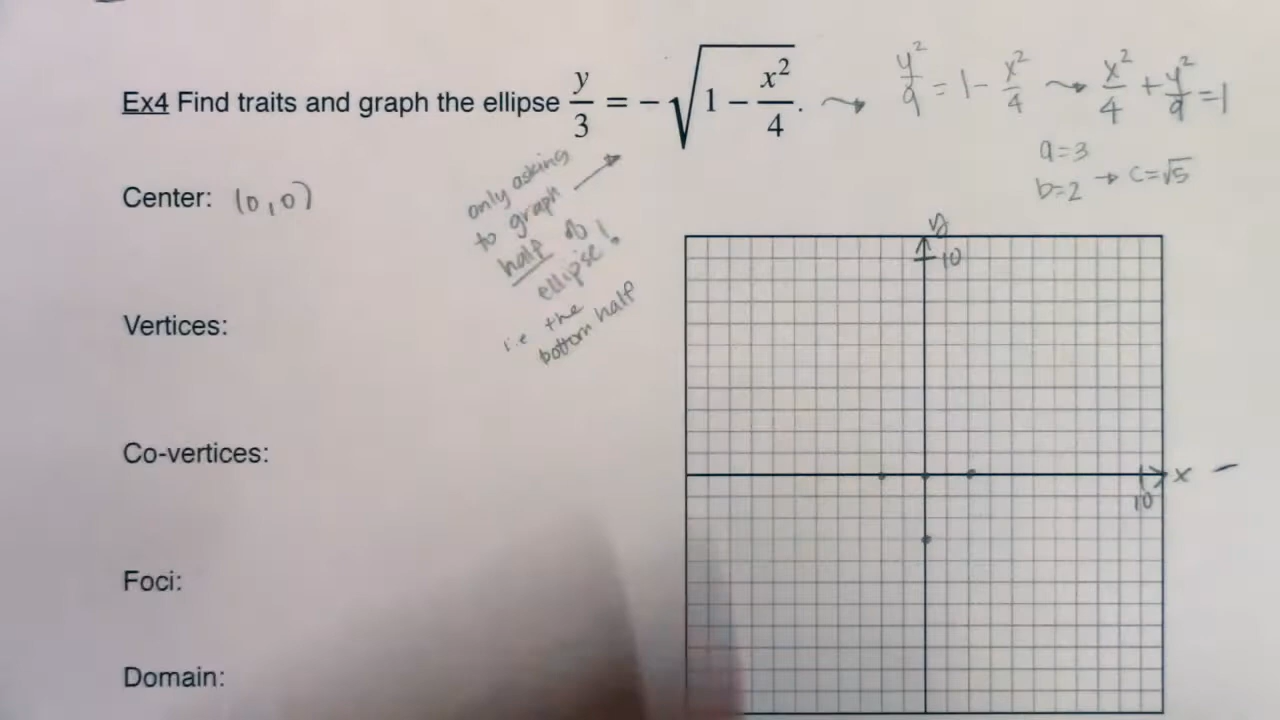 Ex4 Find traits and graph the ellipse y/3 = -√(1 - x²/4). → y²/9 = 1 - x²/4 → x²/4 + y²/9 = 1
a=3
b=2 → c=√5
Center: (0,0)
only asking
to graph
half of
ellipse!
i.e the
bottom half
y
10
Vertices:
Co-vertices:
x
10
Foci:
Domain: